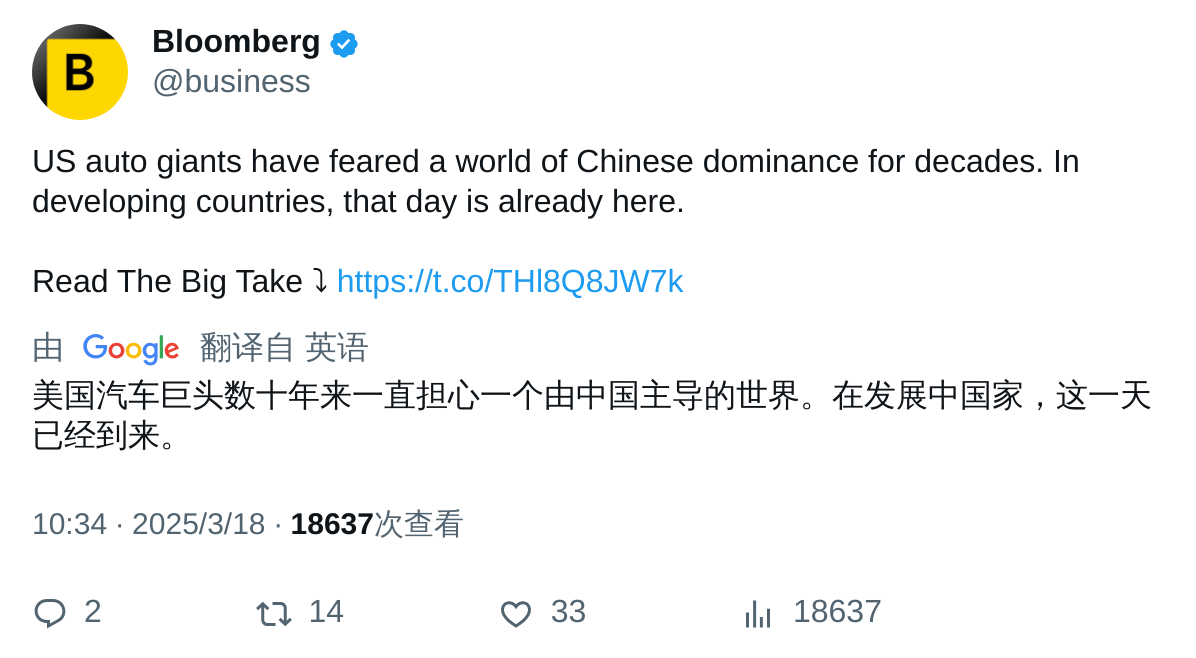 B
Bloomberg
@business
US auto giants have feared a world of Chinese dominance for decades. In
developing countries, that day is already here.
Read The Big Take ⤵ https://t.co/THl8Q8JW7k
由 Google 翻译自 英语
美国汽车巨头数十年来一直担心一个由中国主导的世界。在发展中国家，这一天
已经到来。
10:34 · 2025/3/18 · 18637次查看
2 14 33 18637